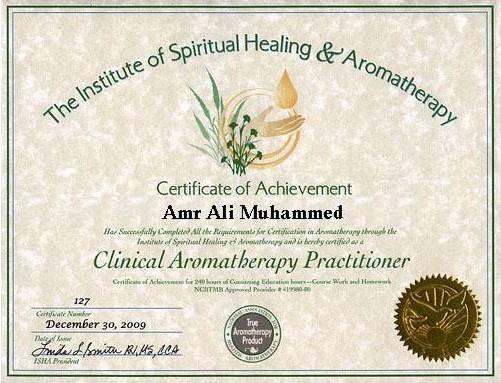 The Institute of Spiritual Healing & Aromatherapy
Certificate of Achievement
Amr Ali Muhammed
Has Successfully Completed All the Requirements for Certification in Aromatherapy through the
Institute of Spiritual Healing & Aromatherapy and is hereby certified as a
Clinical Aromatherapy Practitioner
Certificate of Achievement for 240 hours of Continuing Education hours—Course Work and Homework
NCBTMB Approved Provider # 419980-00
127
Certificate Number
December 30, 2009
Date of Issue
Linda L Smith RN, MS, CCA
ISHA President
True
Aromatherapy
Product